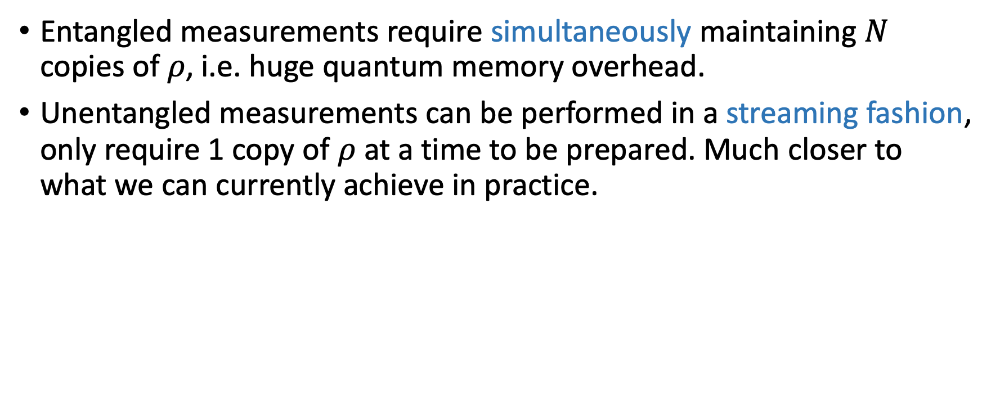 • Entangled measurements require simultaneously maintaining N
copies of ρ, i.e. huge quantum memory overhead.
• Unentangled measurements can be performed in a streaming fashion,
only require 1 copy of ρ at a time to be prepared. Much closer to
what we can currently achieve in practice.